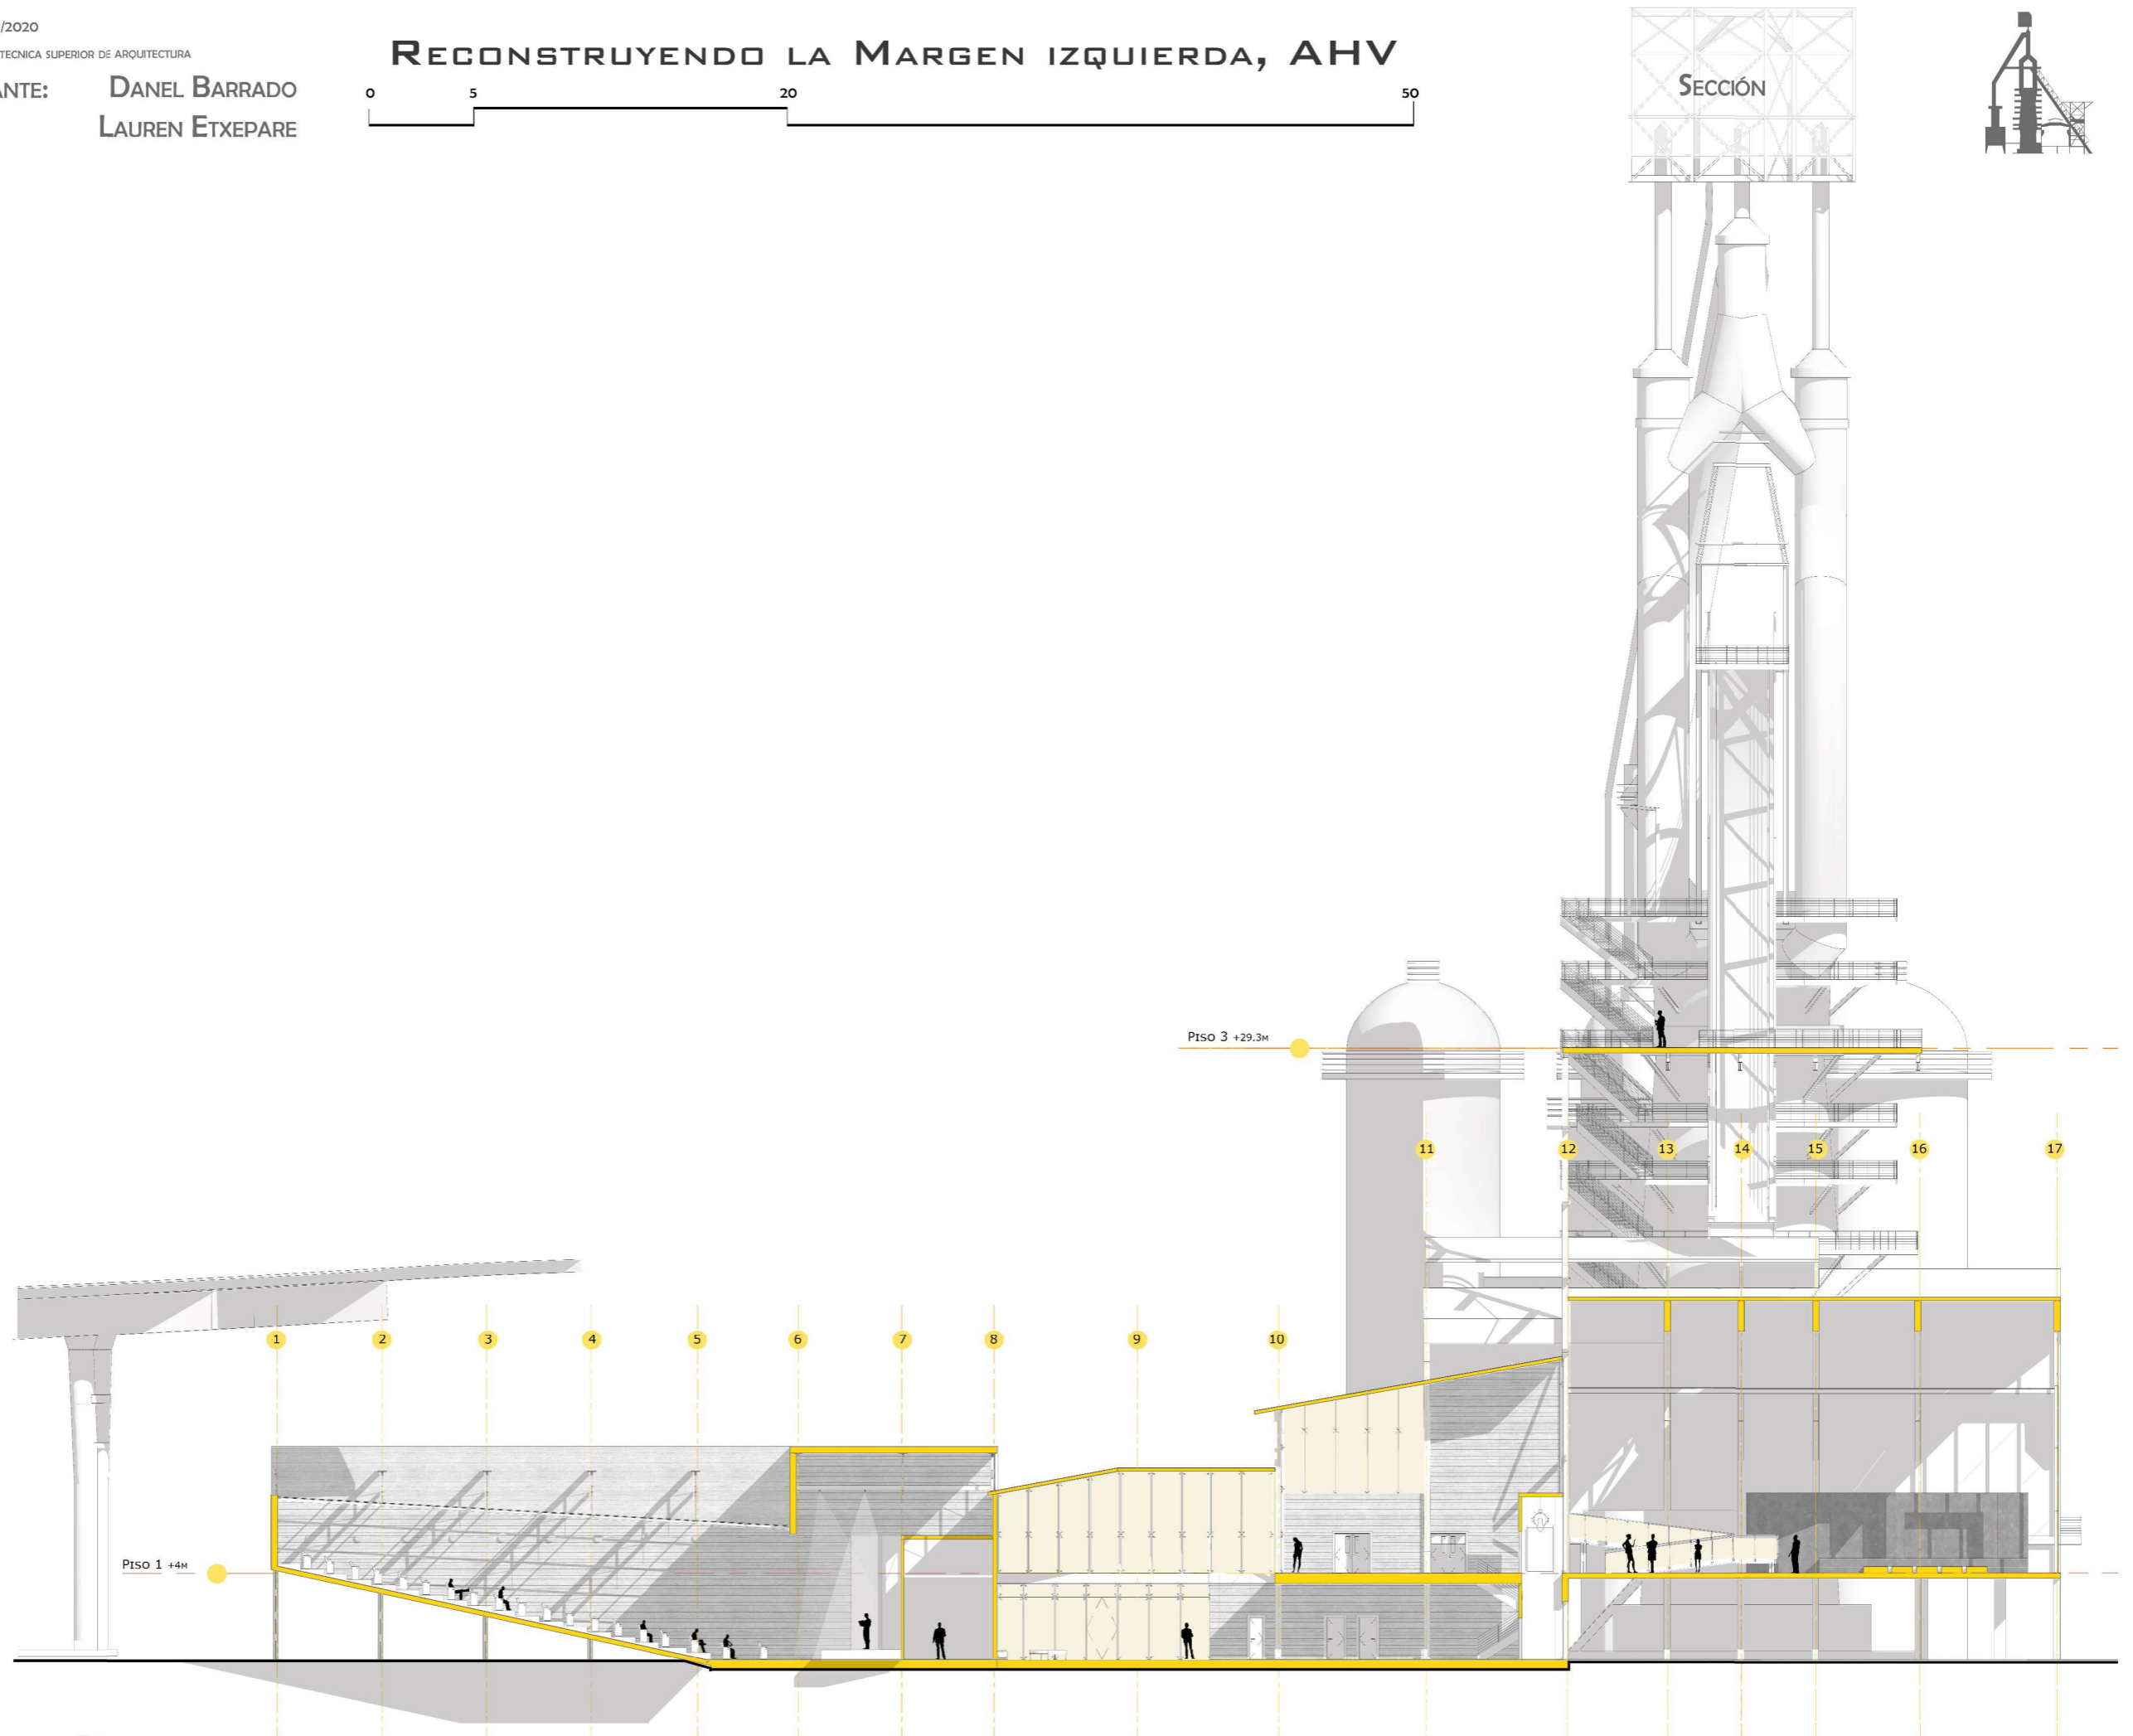 /2020
TECNICA SUPERIOR DE ARQUITECTURA
ANTE: DANEL BARRADO
LAUREN ETXEPARE
RECONSTRUYENDO LA MARGEN IZQUIERDA, AHV
0 5 20 50
SECCIÓN
PISO 3 +29.3M
11 12 13 14 15 16 17
1 2 3 4 5 6 7 8 9 10
PISO 1 +4M